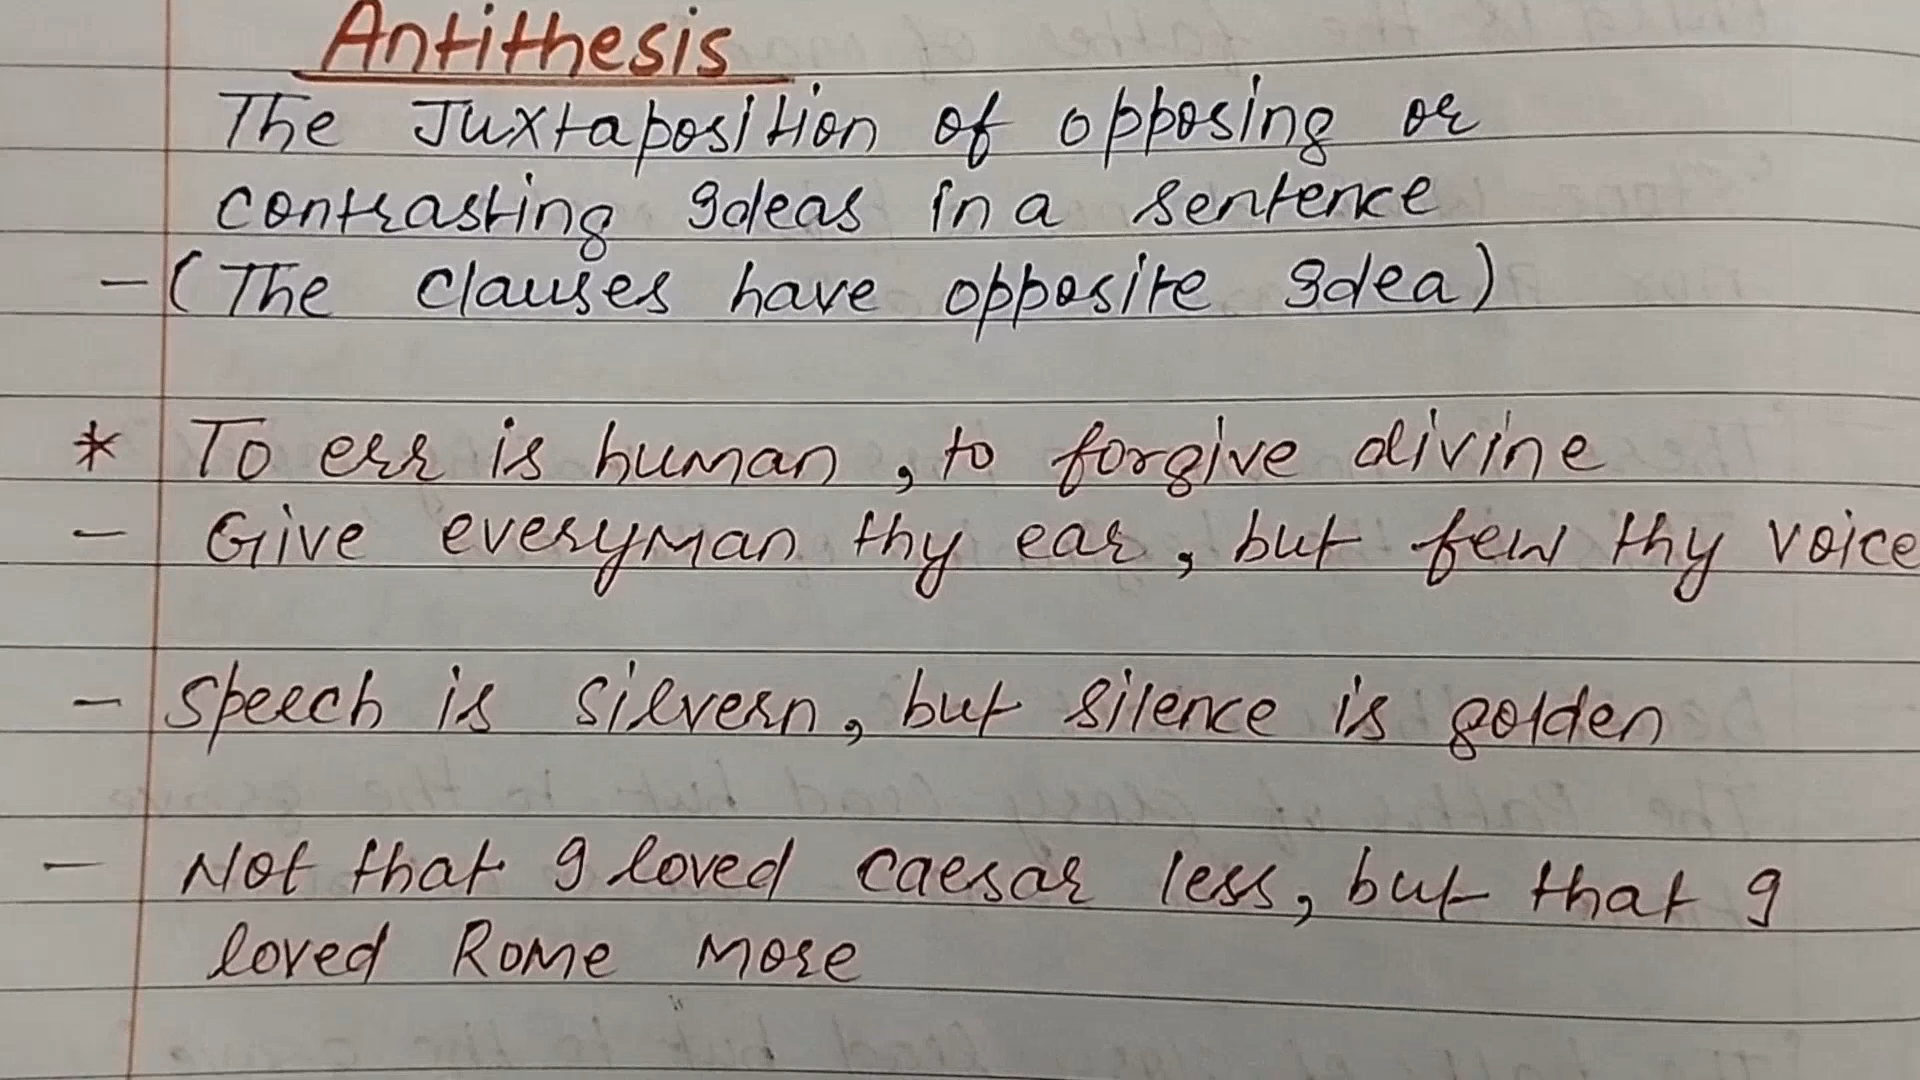 Antithesis
The Juxtaposition of opposing or
contrasting Ideas in a sentence
- (The clauses have opposite Idea)
* To err is human, to forgive divine
- Give everyman thy ear, but few thy voice
- Speech is silvern, but silence is golden
- Not that I loved caesar less, but that I
loved Rome more